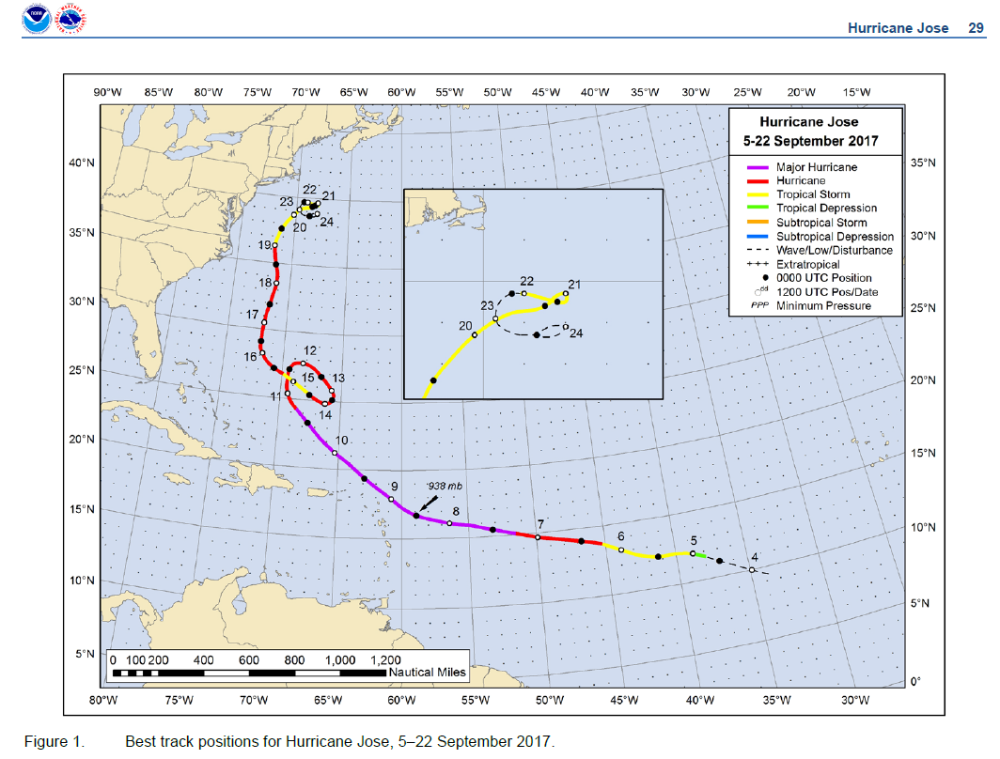 Hurricane Jose 29
90°W 85°W 80°W 75°W 70°W 65°W 60°W 55°W 50°W 45°W 40°W 35°W 30°W 25°W 20°W 15°W
Hurricane Jose
5-22 September 2017
Major Hurricane
Hurricane
Tropical Storm
Tropical Depression
Subtropical Storm
Subtropical Depression
Wave/Low/Disturbance
Extratropical
0000 UTC Position
dd 1200 UTC Pos/Date
PPP Minimum Pressure
40°N
35°N
30°N
25°N
20°N
15°N
10°N
5°N
35°N
30°N
25°N
20°N
15°N
10°N
5°N
0°
22
23 21
20 24
19
18
17
16
12
15 13
11
14
10
9
938 mb
8
7
6
5
4
22 21
23
20 24
0 100 200 400 600 800 1,000 1,200
Nautical Miles
80°W 75°W 70°W 65°W 60°W 55°W 50°W 45°W 40°W 35°W 30°W
Figure 1. Best track positions for Hurricane Jose, 5–22 September 2017.